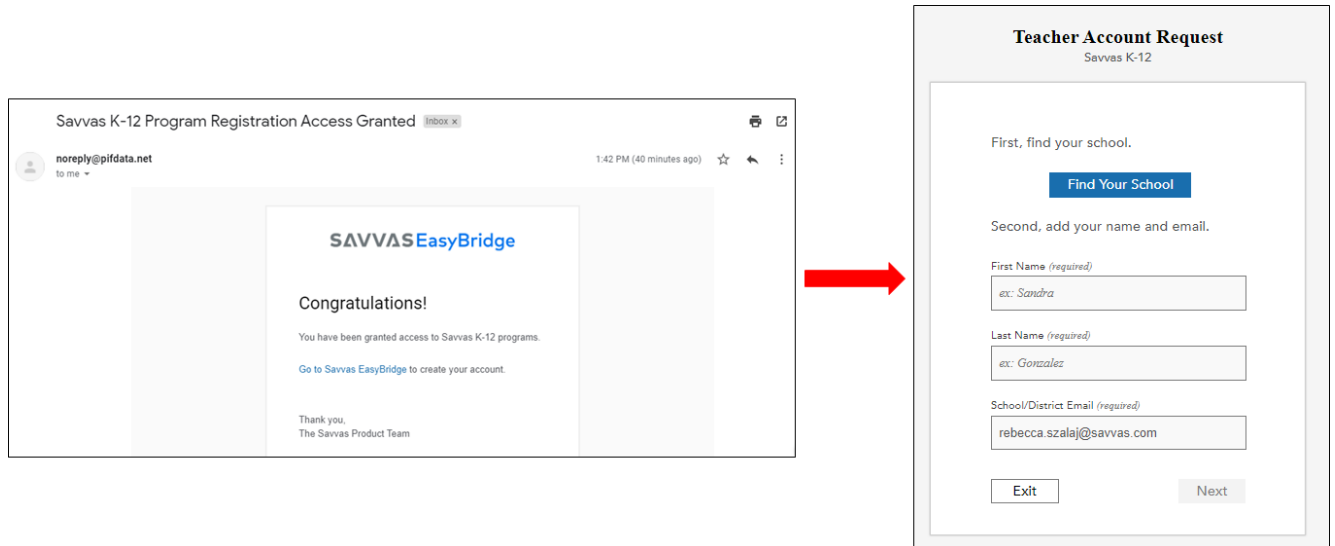 Savvas K-12 Program Registration Access Granted Inbox x
noreply@pifdata.net
1:42 PM (40 minutes ago)
to me
SAVVAS EasyBridge
Congratulations!
You have been granted access to Savvas K-12 programs.
Go to Savvas EasyBridge to create your account.
Thank you,
The Savvas Product Team
Teacher Account Request
Savvas K-12
First, find your school.
Find Your School
Second, add your name and email.
First Name (required)
ex: Sandra
Last Name (required)
ex: Gonzalez
School/District Email (required)
rebecca.szalaj@savvas.com
Exit Next